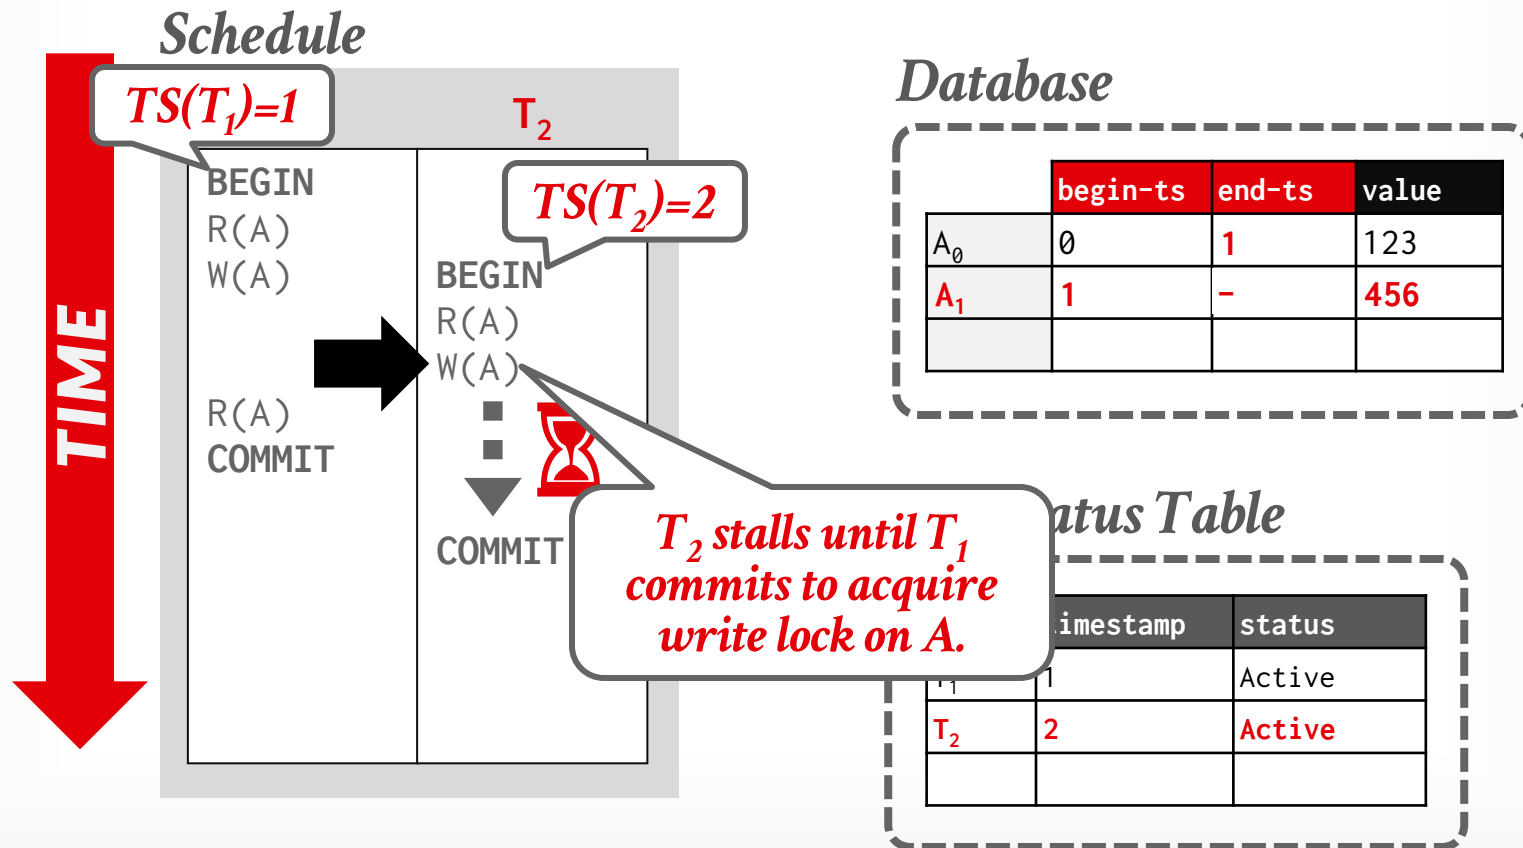 Schedule
TS(T₁)=1
T₂
BEGIN
R(A)
W(A)
R(A)
COMMIT
TS(T₂)=2
BEGIN
R(A)
W(A)
COMMIT
TIME
T₂ stalls until T₁
commits to acquire
write lock on A.
Database
begin-ts end-ts value
A₀ 0 1 123
A₁ 1 - 456
atus Table
imestamp status
T₁ 1 Active
T₂ 2 Active